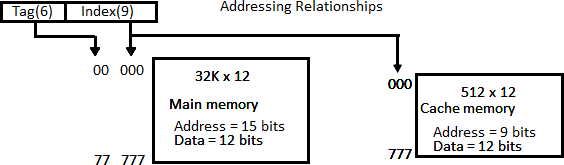 Addressing Relationships
Tag(6) Index(9)
00 000
32K x 12
Main memory
Address = 15 bits
Data = 12 bits
77 777
000
512 x 12
Cache memory
Address = 9 bits
Data = 12 bits
777